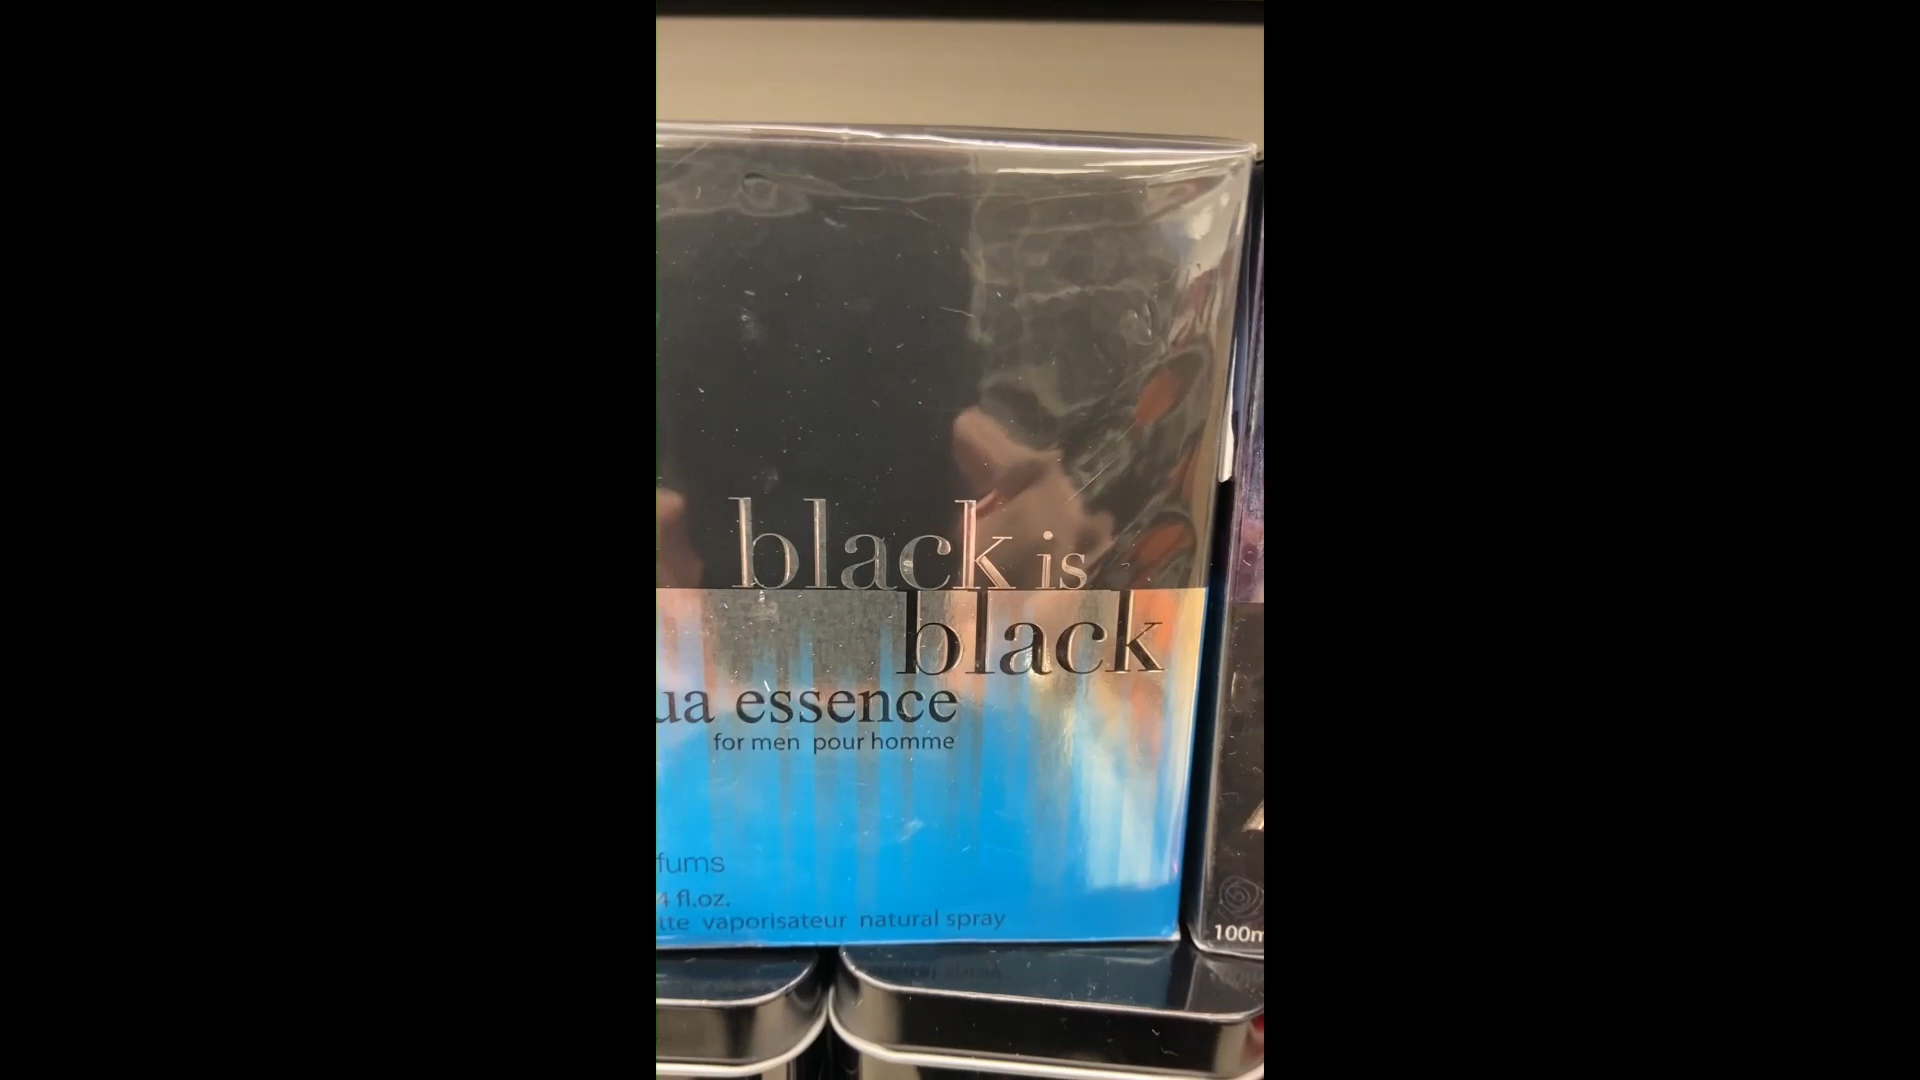 black is
black
ua essence
for men pour homme
fums
4 fl.oz.
tte vaporisateur natural spray
100m